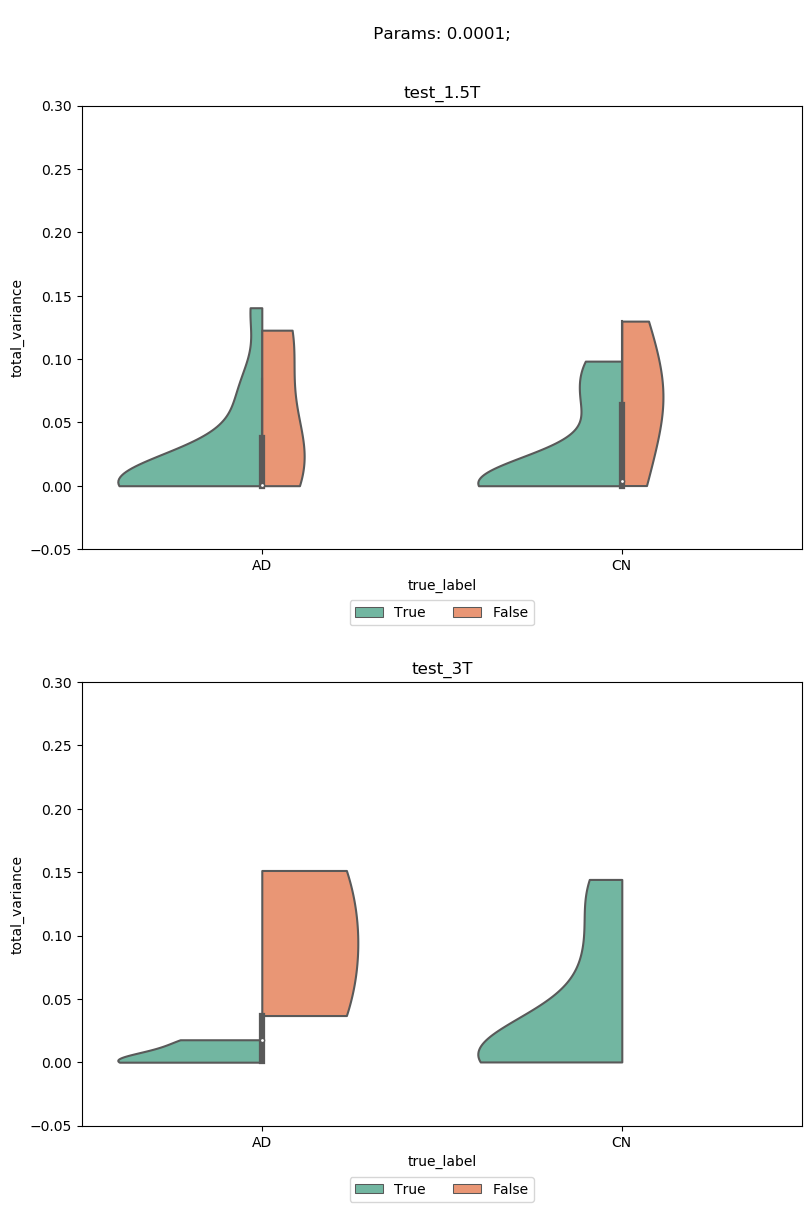 Params: 0.0001;
test_1.5T
0.30
0.25
0.20
0.15
0.10
0.05
0.00
−0.05
total_variance
AD CN
true_label
True False
test_3T
0.30
0.25
0.20
0.15
0.10
0.05
0.00
−0.05
total_variance
AD CN
true_label
True False